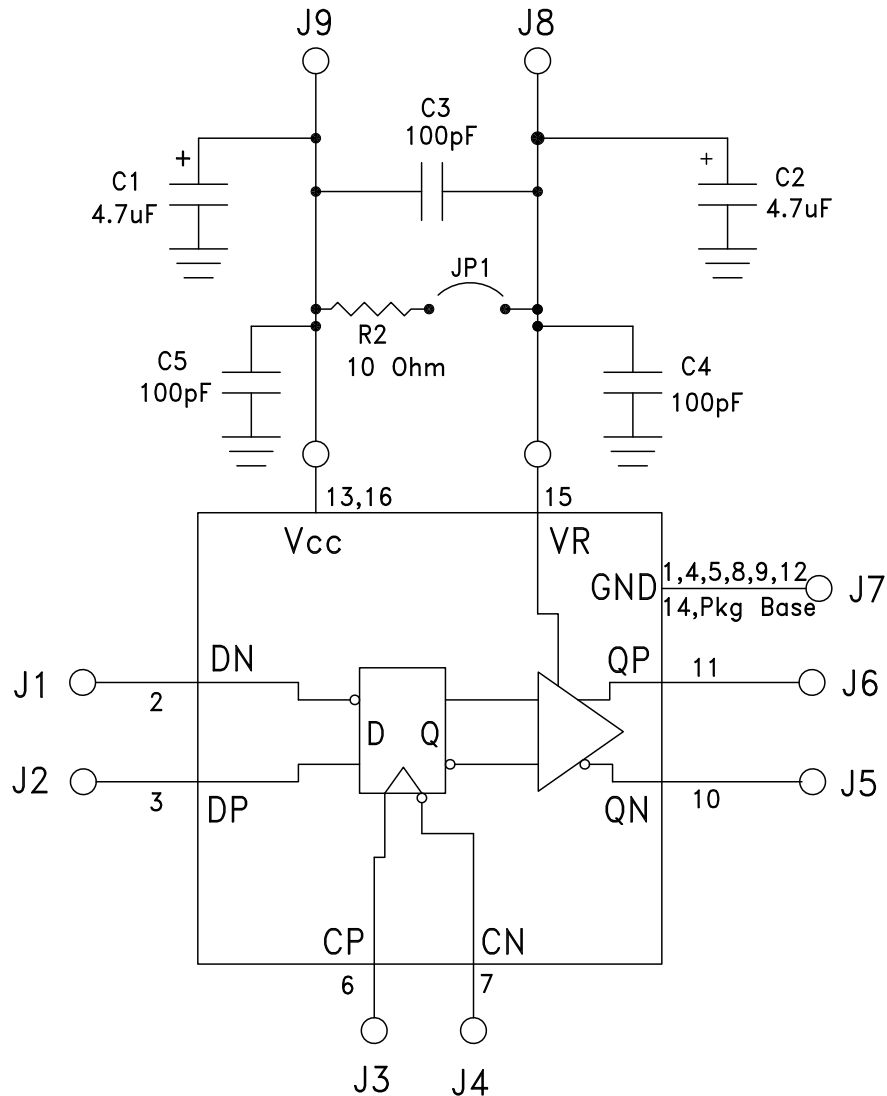 J9
J8
C3
100pF
+
C1
4.7uF
+
C2
4.7uF
JP1
R2
10 Ohm
C5
100pF
C4
100pF
13,16
15
Vcc
VR
GND
1,4,5,8,9,12
14,Pkg Base
J7
DN
QP
J1
2
11
J6
D
Q
J2
3
DP
QN
10
J5
CP
CN
6
7
J3
J4